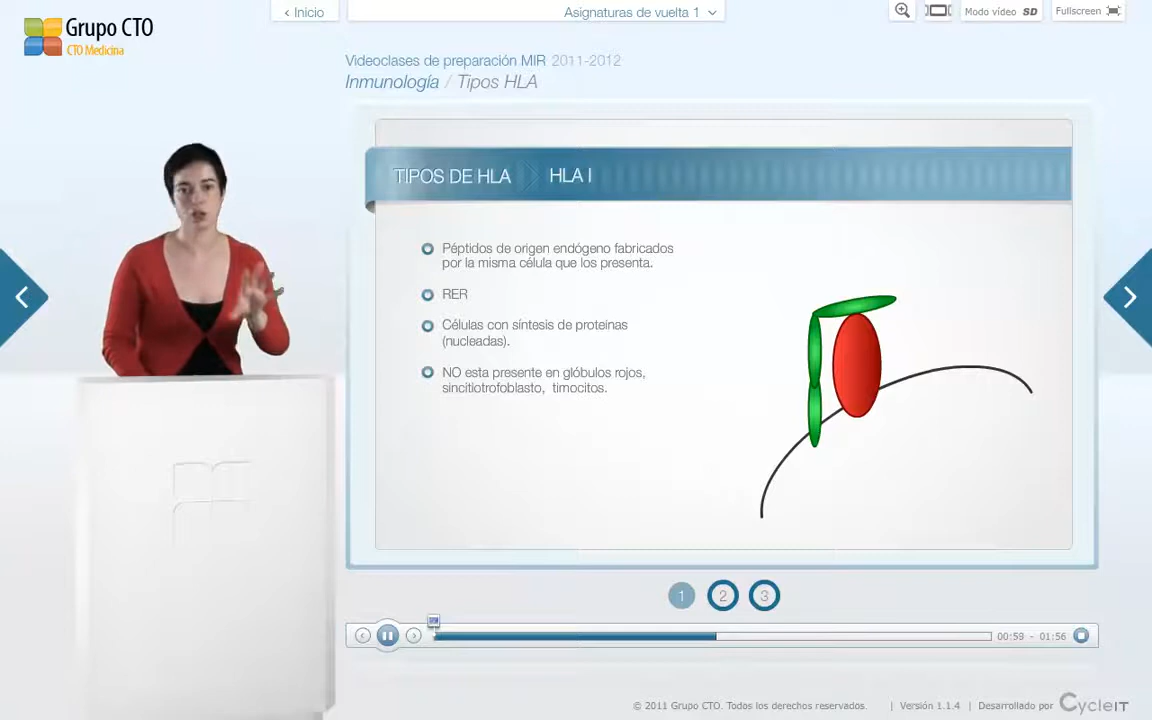 Grupo CTO
CTO Medicina
‹ Inicio
Asignaturas de vuelta 1
Modo vídeo SD
Fullscreen
Videoclases de preparación MIR 2011-2012
Inmunología / Tipos HLA
TIPOS DE HLA HLA I
Péptidos de origen endógeno fabricados
por la misma célula que los presenta.
RER
Células con síntesis de proteínas
(nucleadas).
NO esta presente en glóbulos rojos,
sincitiotrofoblasto, timocitos.
1 2 3
00:59 - 01:56
© 2011 Grupo CTO. Todos los derechos reservados. | Versión 1.1.4 | Desarrollado por CycleIT